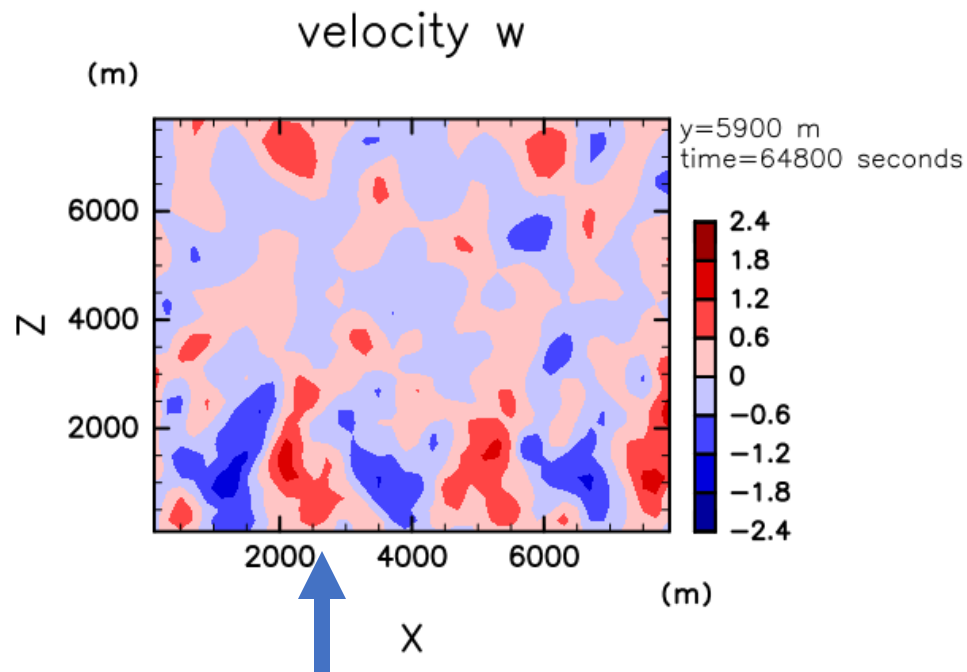 velocity w
(m)
y=5900 m
time=64800 seconds
6000
4000
2000
Z
2.4
1.8
1.2
0.6
0
−0.6
−1.2
−1.8
−2.4
2000 4000 6000
(m)
X